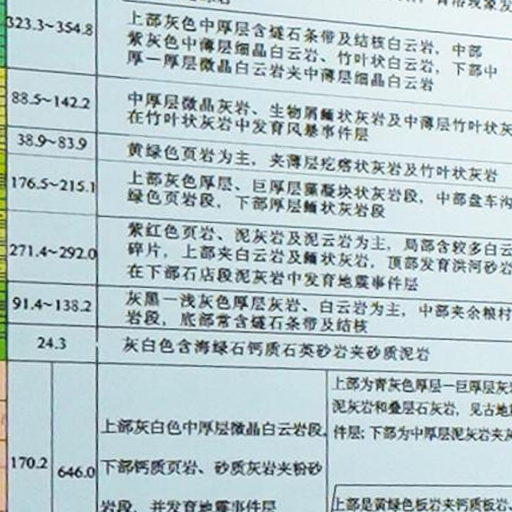 323.3~354.8
上部灰色中厚层含燧石条带及结核白云岩，中部
紫灰色中薄层细晶白云岩、竹叶状白云岩，下部中
厚一厚层微晶白云岩夹中薄层细晶白云岩
88.5~142.2
中厚层微晶灰岩、生物屑鲕状灰岩及中薄层竹叶状灰
在竹叶状灰岩中发育风暴事件层
38.9~83.9
黄绿色页岩为主，夹薄层疙瘩状灰岩及竹叶状灰岩
176.5~215.1
上部灰色厚层、巨厚层藻凝块状灰岩段，中部盘车沟
绿色页岩段，下部厚层鲕状灰岩段
271.4~292.0
紫红色页岩、泥灰岩及泥云岩为主，局部含较多白云
碎片，上部夹白云岩及鲕状灰岩，顶部发育洪河砂岩
在下部石店段泥灰岩中发育地震事件层
91.4~138.2
灰黑一浅灰色厚层灰岩、白云岩为主，中部夹余粮村
岩段，底部常含燧石条带及结核
24.3
灰白色含海绿石钙质石英砂岩夹砂质泥岩
170.2
646.0
上部灰白色中厚层微晶白云岩段，
下部钙质页岩、砂质灰岩夹粉砂
岩段，并发育地震事件层
上部为青灰色厚层一巨厚层灰岩
泥灰岩和叠层石灰岩，见古地
件层；下部为中厚层泥灰岩夹灰
上部是黄绿色板岩夹钙质板岩、